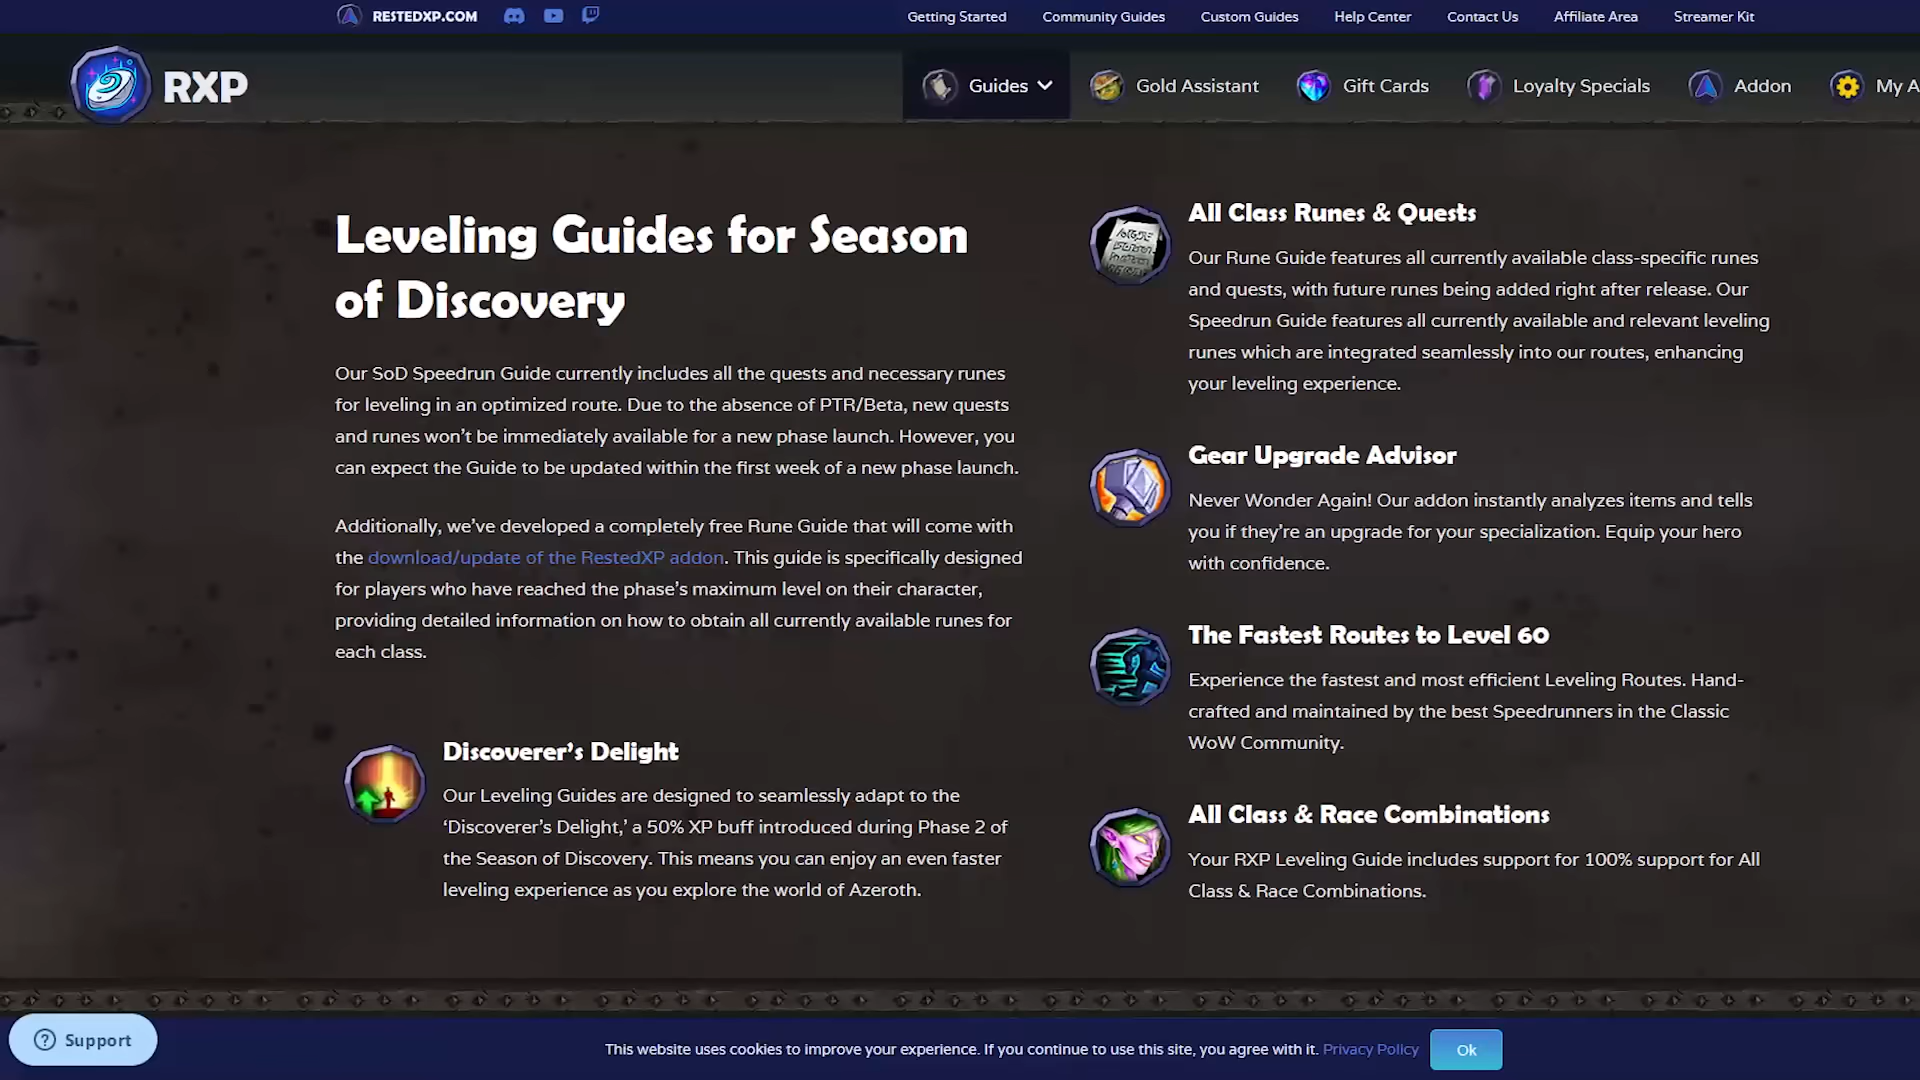 RESTEDXP.COM
Getting Started
Community Guides
Custom Guides
Help Center
Contact Us
Affiliate Area
Streamer Kit
RXP
Guides
Gold Assistant
Gift Cards
Loyalty Specials
Addon
My A
Leveling Guides for Season
of Discovery
Our SoD Speedrun Guide currently includes all the quests and necessary runes
for leveling in an optimized route. Due to the absence of PTR/Beta, new quests
and runes won't be immediately available for a new phase launch. However, you
can expect the Guide to be updated within the first week of a new phase launch.
Additionally, we've developed a completely free Rune Guide that will come with
the download/update of the RestedXP addon. This guide is specifically designed
for players who have reached the phase's maximum level on their character,
providing detailed information on how to obtain all currently available runes for
each class.
Discoverer's Delight
Our Leveling Guides are designed to seamlessly adapt to the
‘Discoverer's Delight,’ a 50% XP buff introduced during Phase 2 of
the Season of Discovery. This means you can enjoy an even faster
leveling experience as you explore the world of Azeroth.
All Class Runes & Quests
Our Rune Guide features all currently available class-specific runes
and quests, with future runes being added right after release. Our
Speedrun Guide features all currently available and relevant leveling
runes which are integrated seamlessly into our routes, enhancing
your leveling experience.
Gear Upgrade Advisor
Never Wonder Again! Our addon instantly analyzes items and tells
you if they're an upgrade for your specialization. Equip your hero
with confidence.
The Fastest Routes to Level 60
Experience the fastest and most efficient Leveling Routes. Hand-
crafted and maintained by the best Speedrunners in the Classic
WoW Community.
All Class & Race Combinations
Your RXP Leveling Guide includes support for 100% support for All
Class & Race Combinations.
Support
This website uses cookies to improve your experience. If you continue to use this site, you agree with it. Privacy Policy
Ok